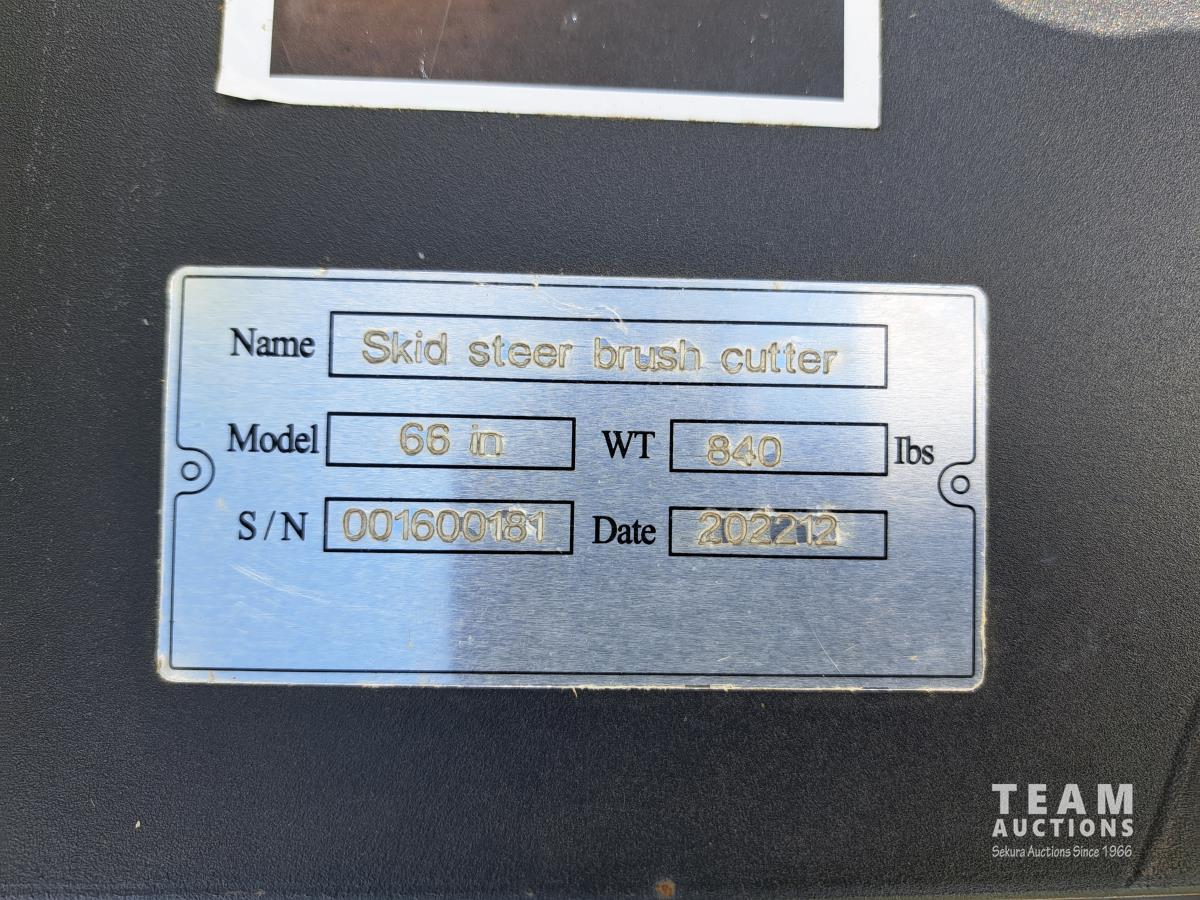 Name Skid steer brush cutter
Model 66 in WT 840 Ibs
S/N 001600181 Date 202212
TEAM
AUCTIONS
Sekura Auctions Since 1966